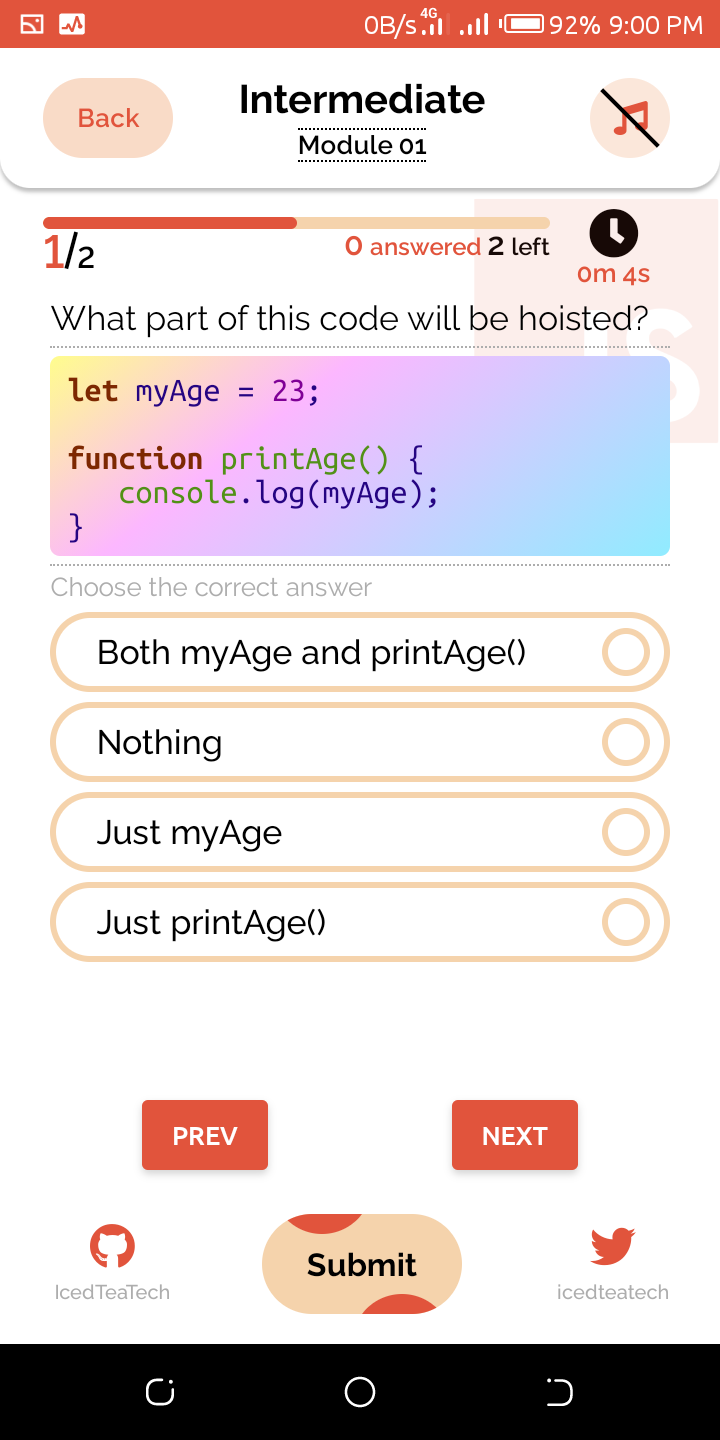 0B/s 4G 92% 9:00 PM
Back
Intermediate
Module 01
1/2
0 answered 2 left
0m 4s
JS
What part of this code will be hoisted?
let myAge = 23;
function printAge() {
console.log(myAge);
}
Choose the correct answer
Both myAge and printAge()
Nothing
Just myAge
Just printAge()
PREV
NEXT
Submit
IcedTeaTech
icedteatech